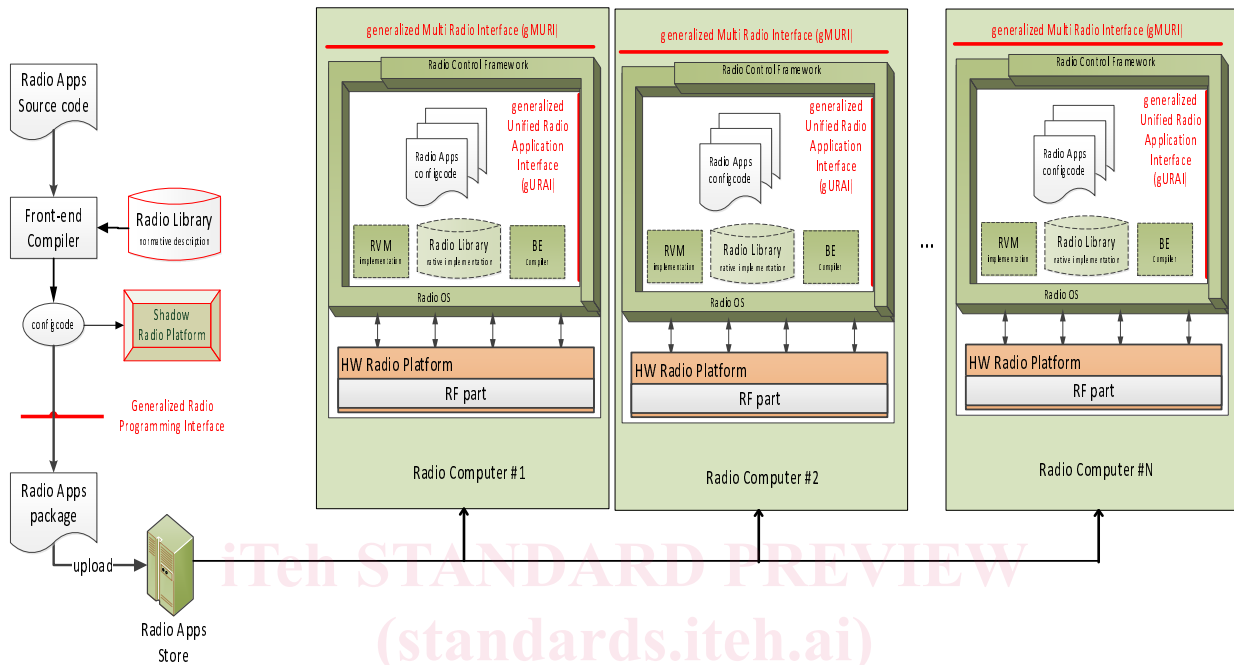 Radio Apps
Source code
Front-end
Compiler
Radio Library
normative description
configcode
Shadow
Radio Platform
Generalized Radio
Programming Interface
Radio Apps
package
upload
Radio Apps
Store
generalized Multi Radio Interface (gMURI)
Radio Control Framework
generalized
Unified Radio
Application
Interface
(gURAI)
Radio Apps
configcode
RVM
implementation
Radio Library
native implementation
BE
Compiler
Radio OS
HW Radio Platform
RF part
Radio Computer #1
generalized Multi Radio Interface (gMURI)
Radio Control Framework
generalized
Unified Radio
Application
Interface
(gURAI)
Radio Apps
configcode
RVM
implementation
Radio Library
native implementation
BE
Compiler
Radio OS
HW Radio Platform
RF part
Radio Computer #2
...
generalized Multi Radio Interface (gMURI)
Radio Control Framework
generalized
Unified Radio
Application
Interface
(gURAI)
Radio Apps
configcode
RVM
implementation
Radio Library
native implementation
BE
Compiler
Radio OS
HW Radio Platform
RF part
Radio Computer #N
iTeh STANDARD PREVIEW
(standards.iteh.ai)